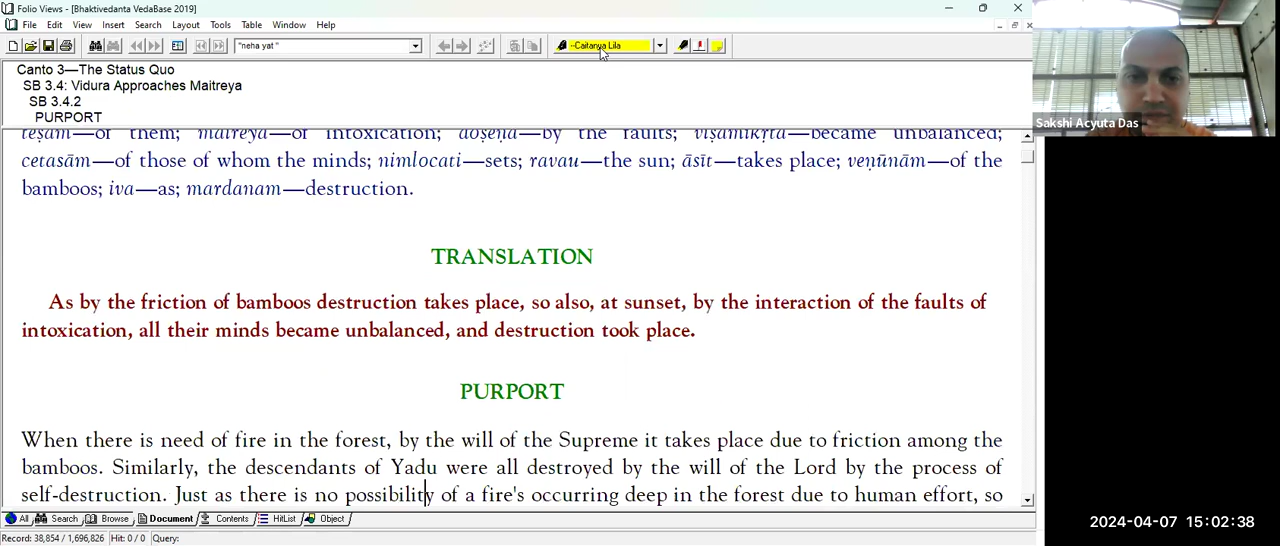 Folio Views - [Bhaktivedanta VedaBase 2019]
File Edit View Insert Search Layout Tools Table Window Help
"neha yat " ~Caitanya Lila
Canto 3—The Status Quo
SB 3.4: Vidura Approaches Maitreya
SB 3.4.2
PURPORT
teṣām—of them; maireya—of intoxication; doṣeṇa—by the faults; viṣamīkṛta—became unbalanced;
cetasām—of those of whom the minds; nimlocati—sets; ravau—the sun; āsīt—takes place; veṇūnām—of the
bamboos; iva—as; mardanam—destruction.
TRANSLATION
As by the friction of bamboos destruction takes place, so also, at sunset, by the interaction of the faults of
intoxication, all their minds became unbalanced, and destruction took place.
PURPORT
When there is need of fire in the forest, by the will of the Supreme it takes place due to friction among the
bamboos. Similarly, the descendants of Yadu were all destroyed by the will of the Lord by the process of
self-destruction. Just as there is no possibility of a fire's occurring deep in the forest due to human effort, so
All Search Browse Document Contents HitList Object
Record: 38,854 / 1,696,826 Hit: 0 / 0 Query:
Sakshi Acyuta Das
2024-04-07 15:02:38